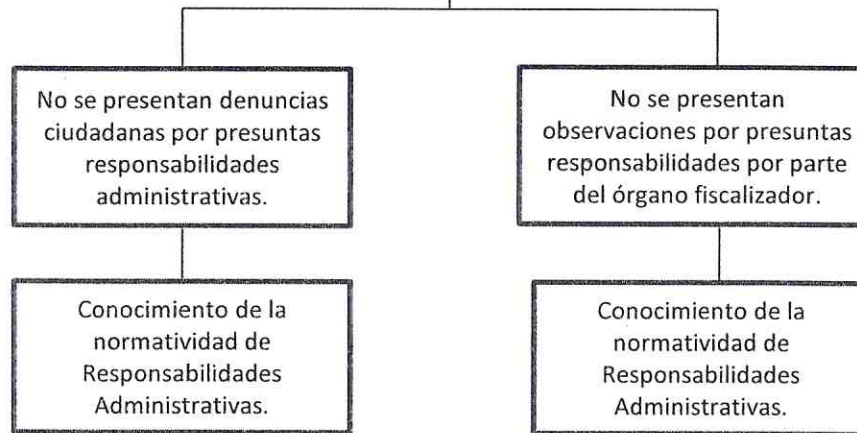 No se presentan denuncias
ciudadanas por presuntas
responsabilidades
administrativas.
No se presentan
observaciones por presuntas
responsabilidades por parte
del órgano fiscalizador.
Conocimiento de la
normatividad de
Responsabilidades
Administrativas.
Conocimiento de la
normatividad de
Responsabilidades
Administrativas.